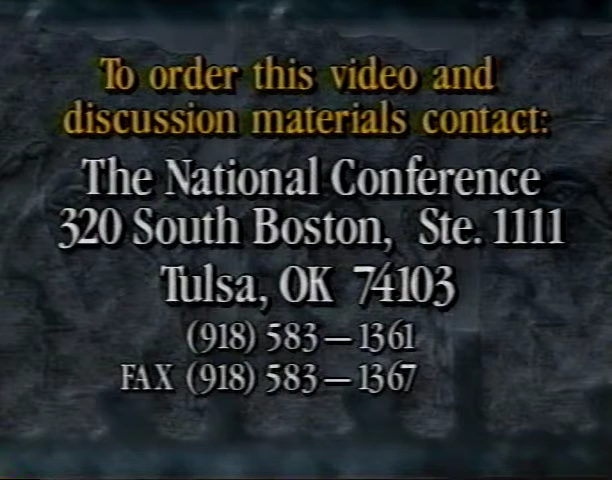 To order this video and
discussion materials contact:
The National Conference
320 South Boston, Ste. 1111
Tulsa, OK 74103
(918) 583—1361
FAX (918) 583—1367